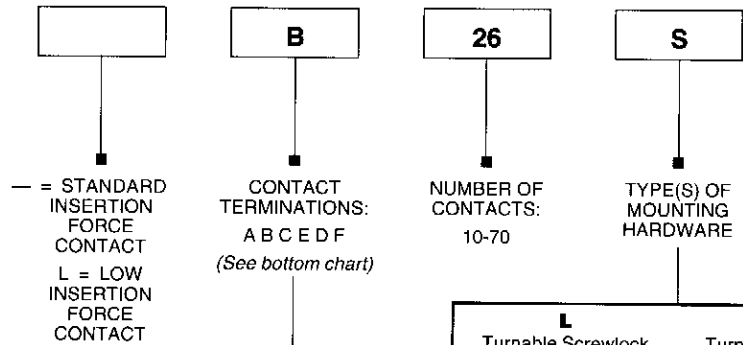 B 26 S
— = STANDARD
INSERTION
FORCE
CONTACT
L = LOW
INSERTION
FORCE
CONTACT
CONTACT
TERMINATIONS:
A B C E D F
(See bottom chart)
NUMBER OF
CONTACTS:
10-70
TYPE(S) OF
MOUNTING
HARDWARE
L
Turnable Screwlock